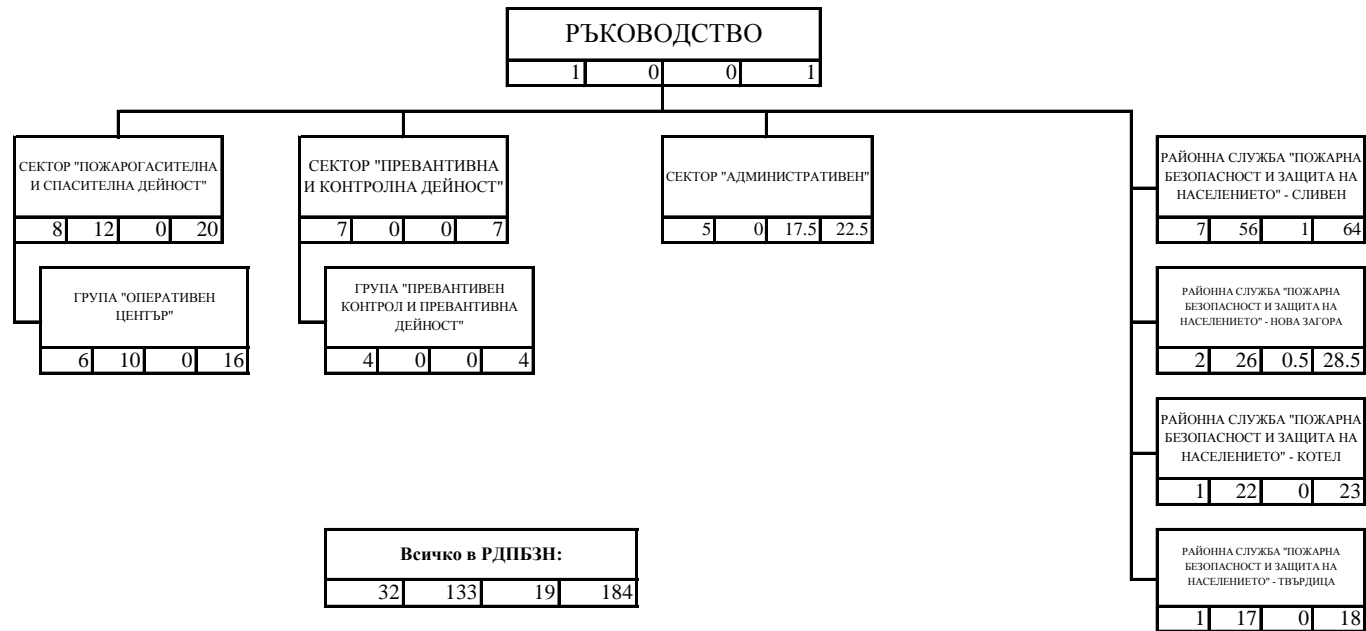 РЪКОВОДСТВО
1 0 0 1
СЕКТОР "ПОЖАРОГАСИТЕЛНА
И СПАСИТЕЛНА ДЕЙНОСТ"
8 12 0 20
СЕКТОР "ПРЕВАНТИВНА
И КОНТРОЛНА ДЕЙНОСТ"
7 0 0 7
СЕКТОР "АДМИНИСТРАТИВЕН"
5 0 17.5 22.5
РАЙОННА СЛУЖБА "ПОЖАРНА
БЕЗОПАСНОСТ И ЗАЩИТА НА
НАСЕЛЕНИЕТО" - СЛИВЕН
7 56 1 64
ГРУПА "ОПЕРАТИВЕН
ЦЕНТЪР"
6 10 0 16
ГРУПА "ПРЕВАНТИВЕН
КОНТРОЛ И ПРЕВАНТИВНА
ДЕЙНОСТ"
4 0 0 4
РАЙОННА СЛУЖБА "ПОЖАРНА
БЕЗОПАСНОСТ И ЗАЩИТА НА
НАСЕЛЕНИЕТО" - НОВА ЗАГОРА
2 26 0.5 28.5
РАЙОННА СЛУЖБА "ПОЖАРНА
БЕЗОПАСНОСТ И ЗАЩИТА НА
НАСЕЛЕНИЕТО" - КОТЕЛ
1 22 0 23
Всичко в РДПБЗН:
32 133 19 184
РАЙОННА СЛУЖБА "ПОЖАРНА
БЕЗОПАСНОСТ И ЗАЩИТА НА
НАСЕЛЕНИЕТО" - ТВЪРДИЦА
1 17 0 18